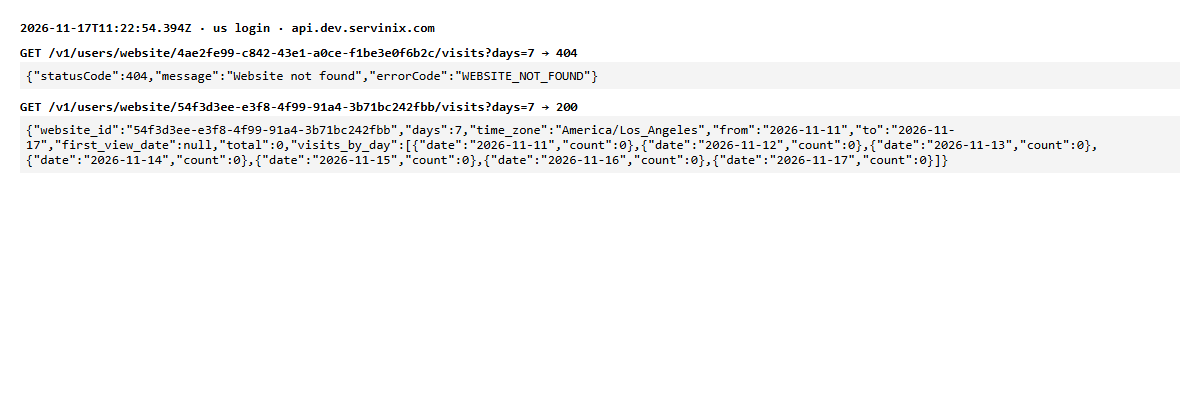 2026-11-17T11:22:54.394Z · us login · api.dev.servinix.com
GET /v1/users/website/4ae2fe99-c842-43e1-a0ce-f1be3e0f6b2c/visits?days=7 → 404
{"statusCode":404,"message":"Website not found","errorCode":"WEBSITE_NOT_FOUND"}
GET /v1/users/website/54f3d3ee-e3f8-4f99-91a4-3b71bc242fbb/visits?days=7 → 200
{"website_id":"54f3d3ee-e3f8-4f99-91a4-3b71bc242fbb","days":7,"time_zone":"America/Los_Angeles","from":"2026-11-11","to":"2026-11-
17","first_view_date":null,"total":0,"visits_by_day":[{"date":"2026-11-11","count":0},{"date":"2026-11-12","count":0},{"date":"2026-11-13","count":0},
{"date":"2026-11-14","count":0},{"date":"2026-11-15","count":0},{"date":"2026-11-16","count":0},{"date":"2026-11-17","count":0}]}